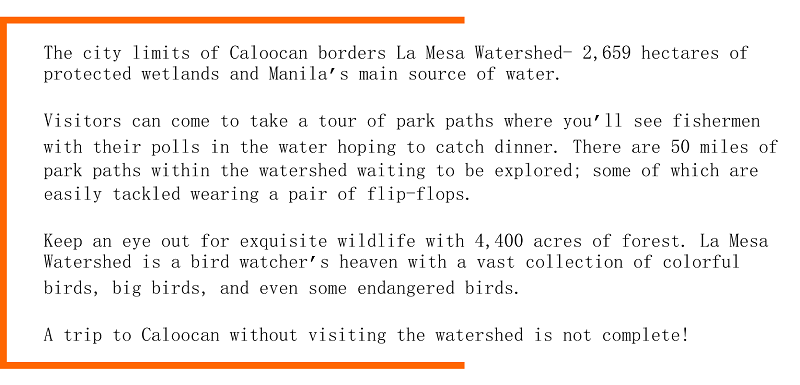 The city limits of Caloocan borders La Mesa Watershed– 2,659 hectares of
protected wetlands and Manila's main source of water.
Visitors can come to take a tour of park paths where you'll see fishermen
with their polls in the water hoping to catch dinner. There are 50 miles of
park paths within the watershed waiting to be explored; some of which are
easily tackled wearing a pair of flip-flops.
Keep an eye out for exquisite wildlife with 4,400 acres of forest. La Mesa
Watershed is a bird watcher's heaven with a vast collection of colorful
birds, big birds, and even some endangered birds.
A trip to Caloocan without visiting the watershed is not complete!